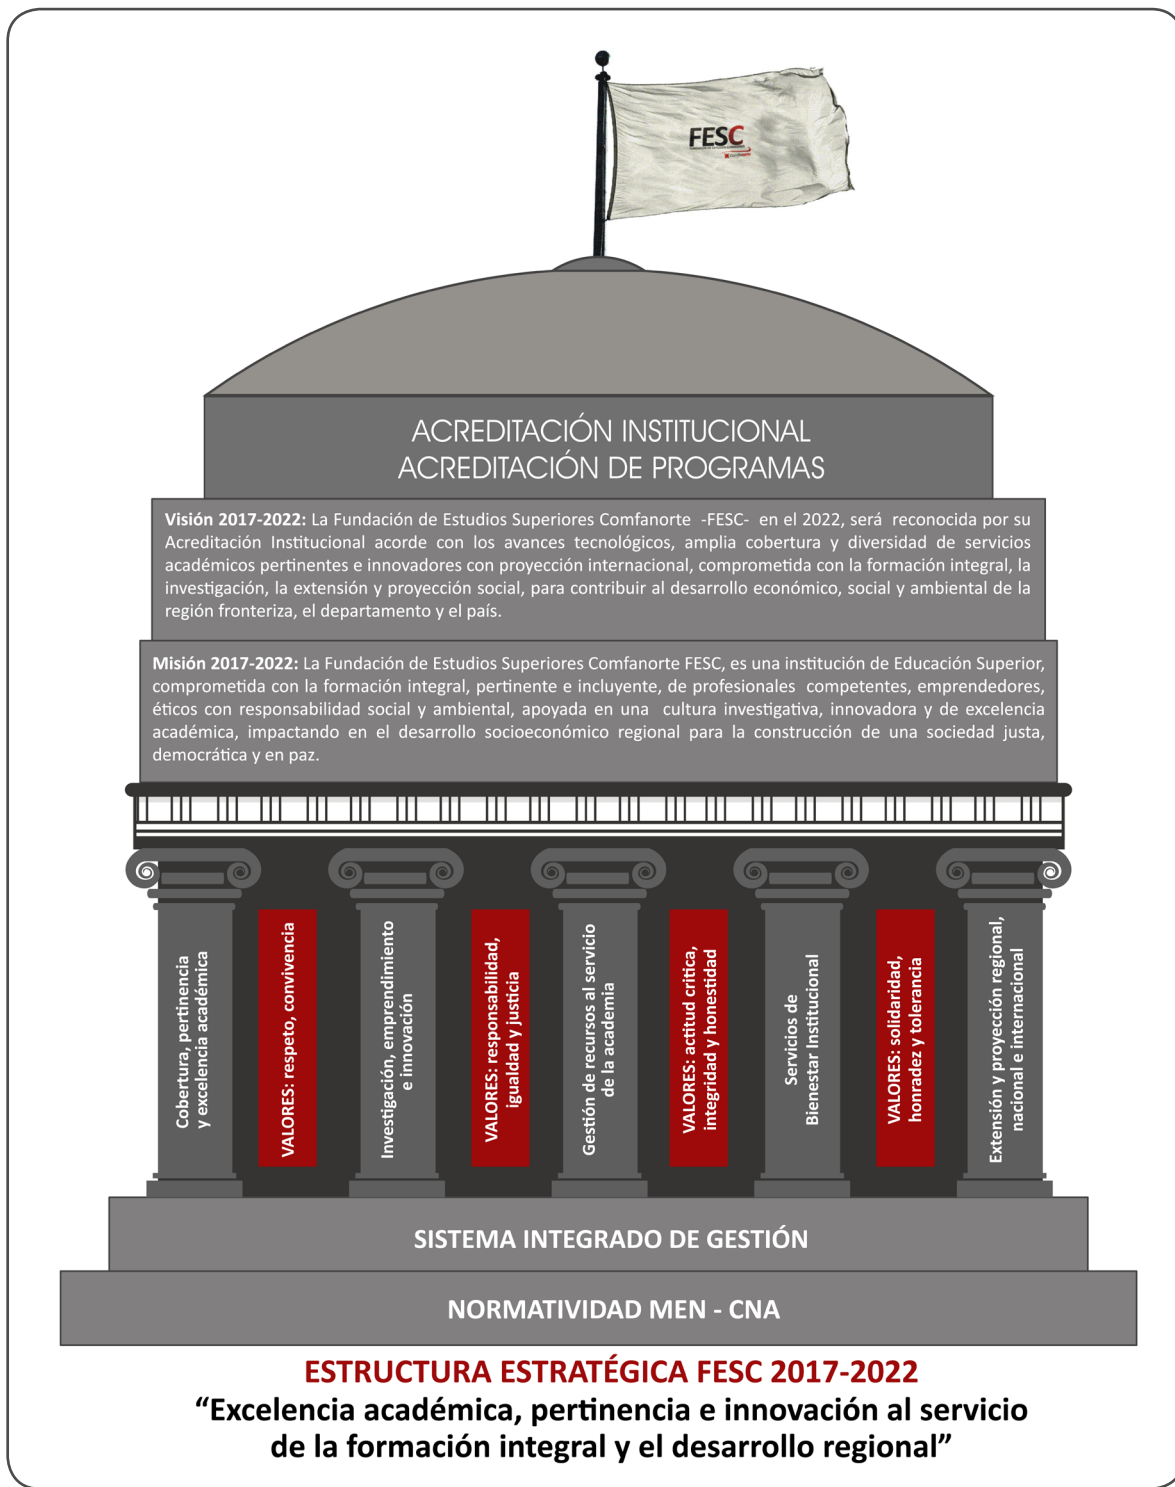 FESC
ACREDITACIÓN INSTITUCIONAL
ACREDITACIÓN DE PROGRAMAS
Visión 2017-2022: La Fundación de Estudios Superiores Comfanorte -FESC- en el 2022, será reconocida por su
Acreditación Institucional acorde con los avances tecnológicos, amplia cobertura y diversidad de servicios
académicos pertinentes e innovadores con proyección internacional, comprometida con la formación integral, la
investigación, la extensión y proyección social, para contribuir al desarrollo económico, social y ambiental de la
región fronteriza, el departamento y el país.
Misión 2017-2022: La Fundación de Estudios Superiores Comfanorte FESC, es una institución de Educación Superior,
comprometida con la formación integral, pertinente e incluyente, de profesionales competentes, emprendedores,
éticos con responsabilidad social y ambiental, apoyada en una cultura investigativa, innovadora y de excelencia
académica, impactando en el desarrollo socioeconómico regional para la construcción de una sociedad justa,
democrática y en paz.
Cobertura, pertinencia
y excelencia académica
VALORES: respeto, convivencia
Investigación, emprendimiento
e innovación
VALORES: responsabilidad,
igualdad y justicia
Gestión de recursos al servicio
de la academia
VALORES: actitud critica,
integridad y honestidad
Servicios de
Bienestar Institucional
VALORES: solidaridad,
honradez y tolerancia
Extensión y proyección regional,
nacional e internacional
SISTEMA INTEGRADO DE GESTIÓN
NORMATIVIDAD MEN - CNA
ESTRUCTURA ESTRATÉGICA FESC 2017-2022
“Excelencia académica, pertinencia e innovación al servicio
de la formación integral y el desarrollo regional”